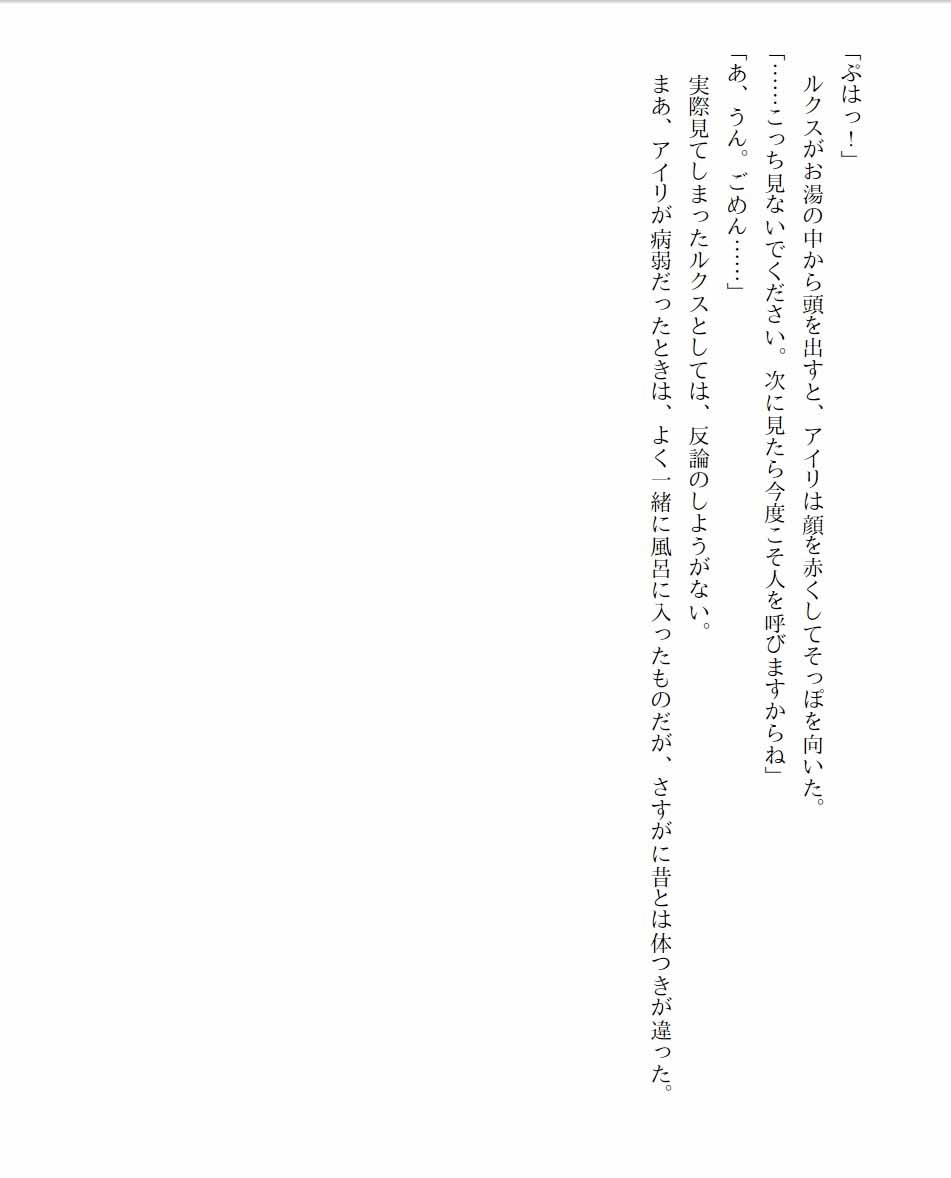 「ぷはっ！」
ルクスがお湯の中から頭を出すと、アイリは顔を赤くしてそっぽを向いた。
「……こっち見ないでください。次に見たら今度こそ人を呼びますからね」
「あ、うん。ごめん……」
実際見てしまったルクスとしては、反論のしようがない。
まあ、アイリが病弱だったときは、よく一緒に風呂に入ったものだが、さすがに昔とは体つきが違った。